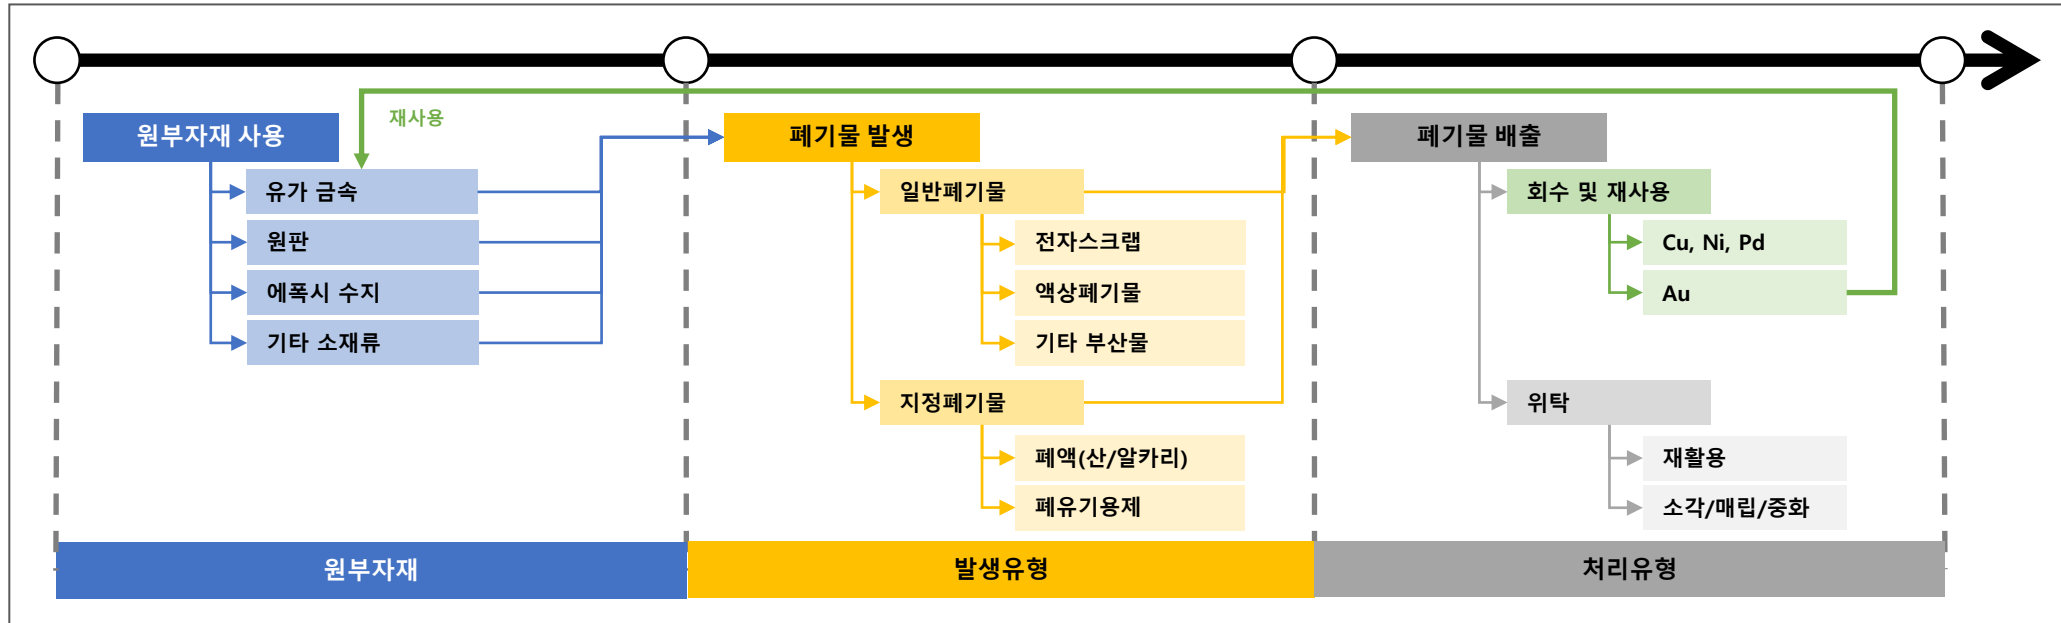 재사용
원부자재 사용
유가 금속
원판
에폭시 수지
기타 소재류
폐기물 발생
일반폐기물
전자스크랩
액상폐기물
기타 부산물
지정폐기물
폐액(산/알카리)
폐유기용제
폐기물 배출
회수 및 재사용
Cu, Ni, Pd
Au
위탁
재활용
소각/매립/중화
원부자재
발생유형
처리유형